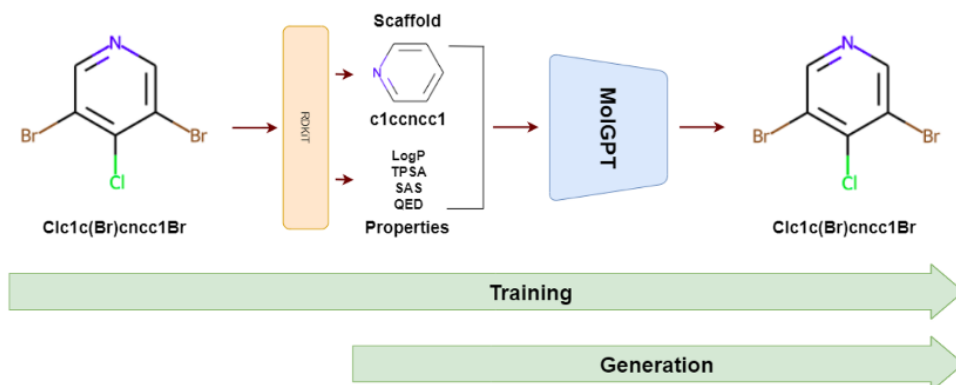 Scaffold
N
N
N
Br
Br
Cl
RDKIT
c1ccncc1
LogP
TPSA
SAS
QED
Properties
MolGPT
Br
Br
Cl
Clc1c(Br)cncc1Br
Clc1c(Br)cncc1Br
Training
Generation